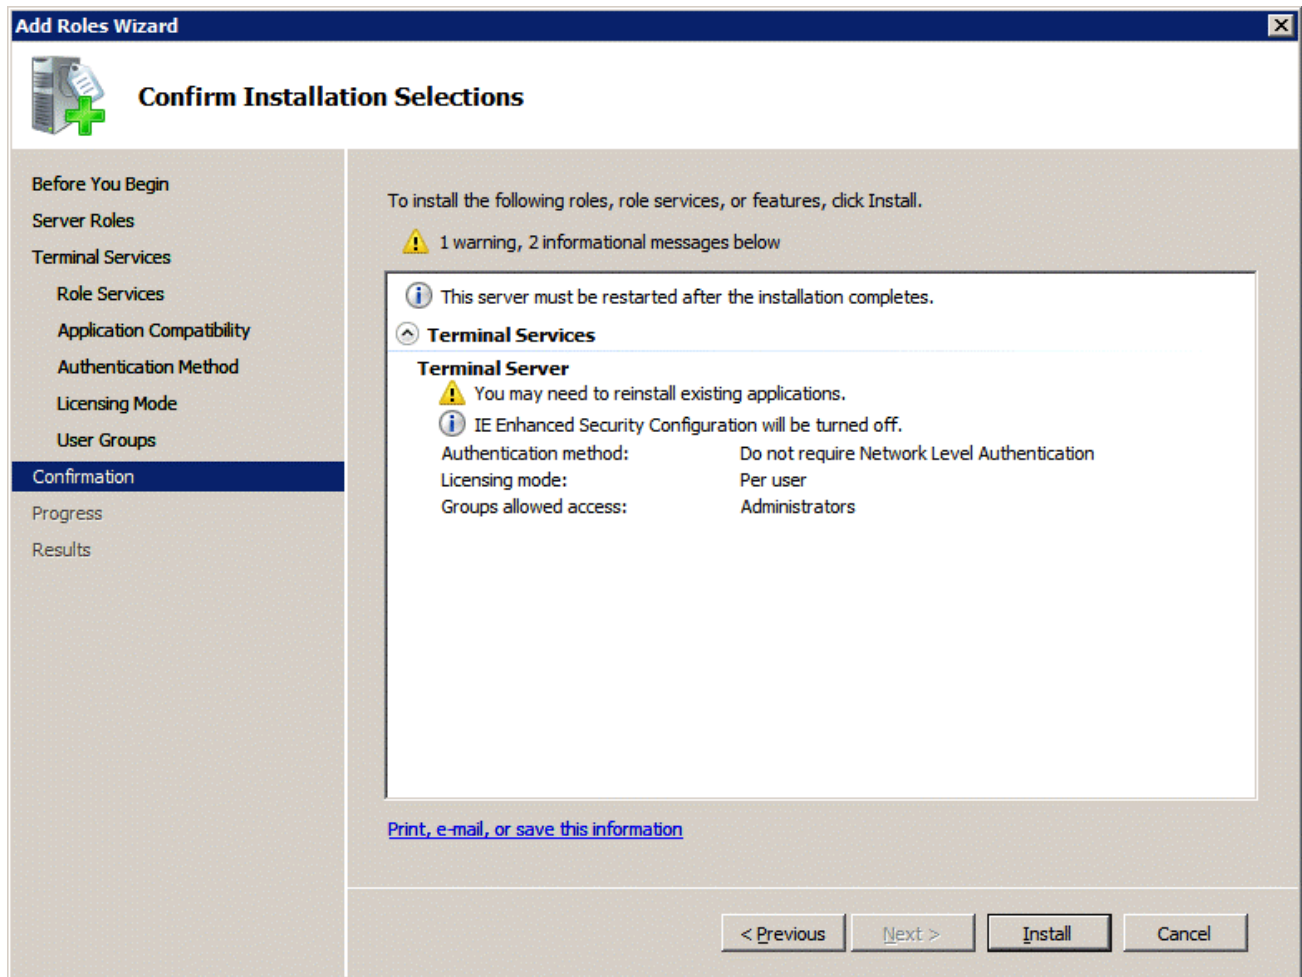 Add Roles Wizard
Confirm Installation Selections
Before You Begin
Server Roles
Terminal Services
Role Services
Application Compatibility
Authentication Method
Licensing Mode
User Groups
Confirmation
Progress
Results
To install the following roles, role services, or features, click Install.
1 warning, 2 informational messages below
This server must be restarted after the installation completes.
Terminal Services
Terminal Server
You may need to reinstall existing applications.
IE Enhanced Security Configuration will be turned off.
Authentication method: Do not require Network Level Authentication
Licensing mode: Per user
Groups allowed access: Administrators
Print, e-mail, or save this information
< Previous Next > Install Cancel